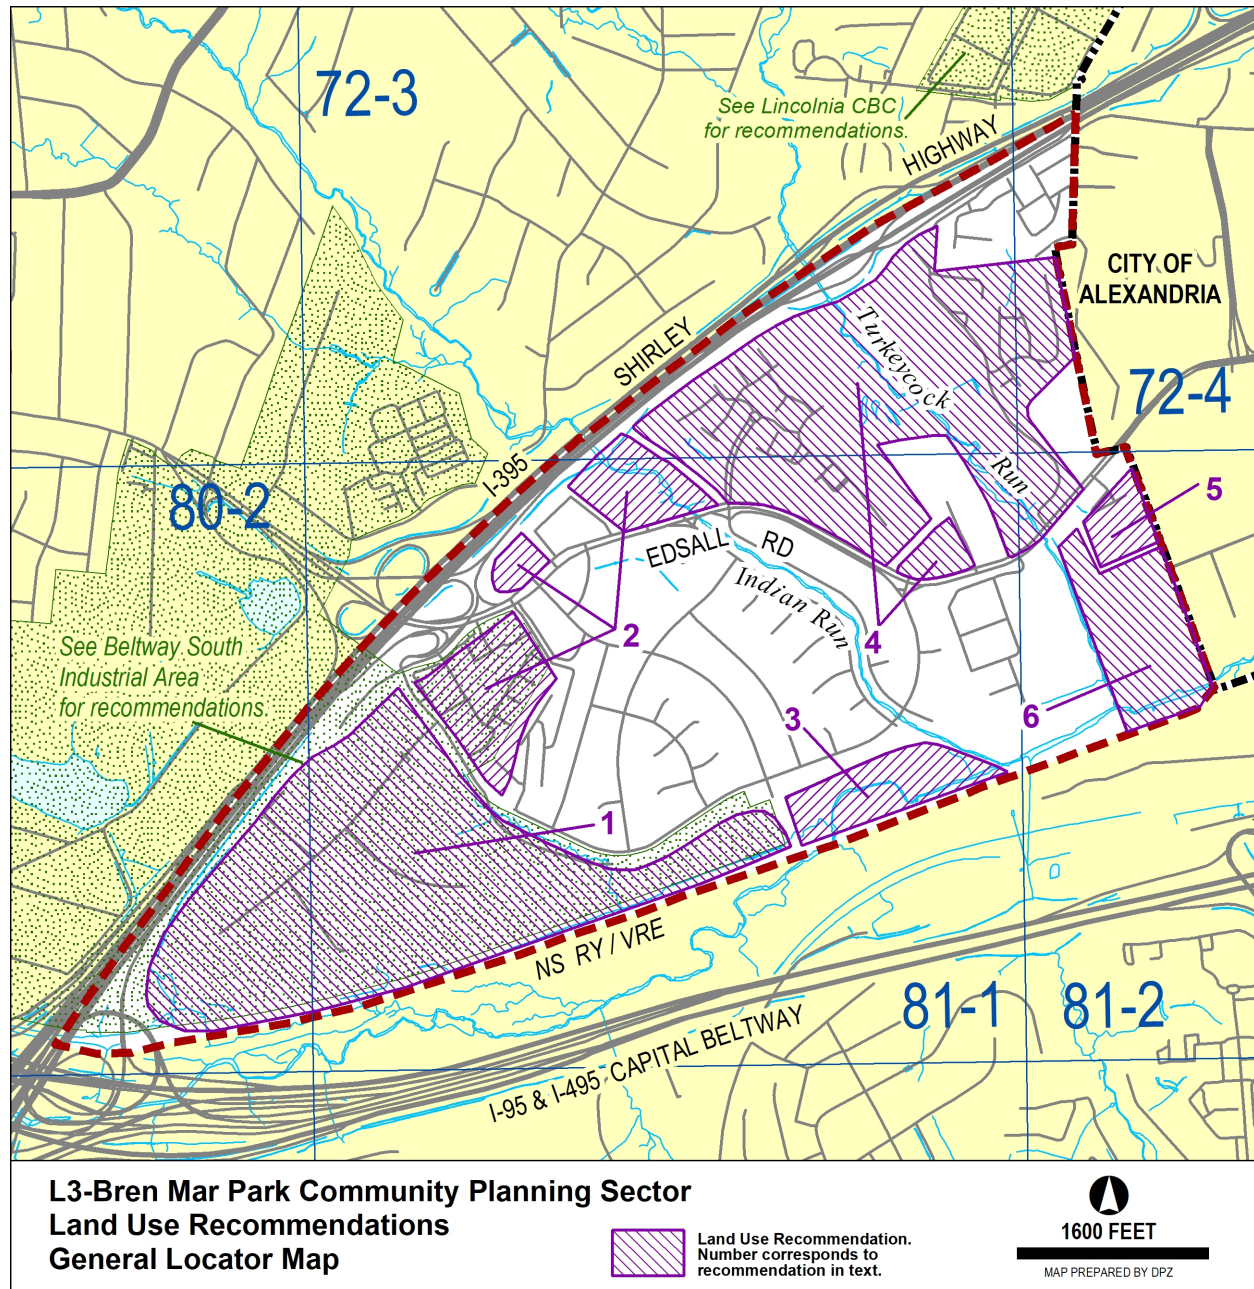 72-3
See Lincolnia CBC
for recommendations.
HIGHWAY
CITY OF
ALEXANDRIA
SHIRLEY
Turkeycock
Run
72-4
I-395
80-2
5
EDSALL RD
Indian Run
See Beltway South
Industrial Area
for recommendations.
2
4
3
6
1
NS RY / VRE
81-1
81-2
I-95 & I-495 CAPITAL BELTWAY
L3-Bren Mar Park Community Planning Sector
Land Use Recommendations
General Locator Map
Land Use Recommendation.
Number corresponds to
recommendation in text.
1600 FEET
MAP PREPARED BY DPZ